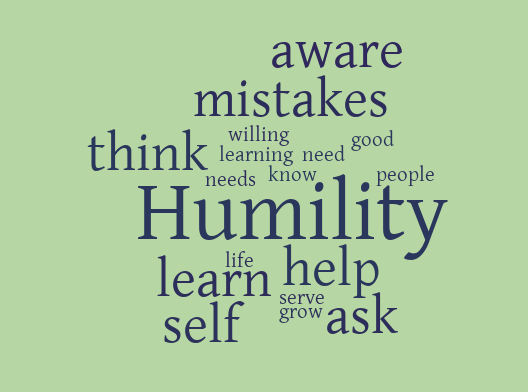 aware
mistakes
willing
good
think
learning need
needs know people
Humility
life
learn help
serve
grow
self ask